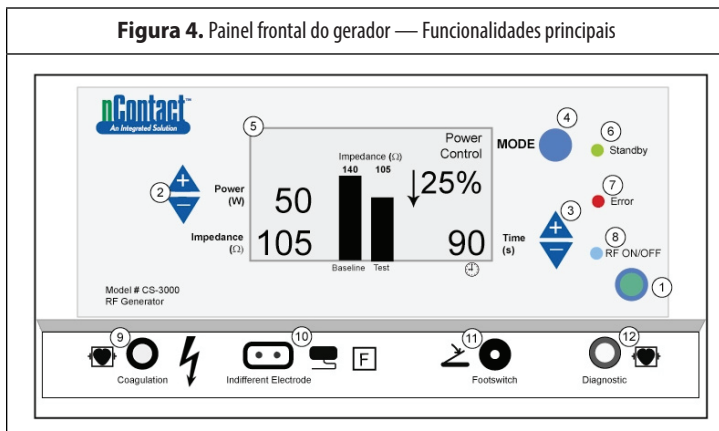 Figura 4. Painel frontal do gerador — Funcionalidades principais
nContact™
An Integrated Solution
5
4
6
Power
Control
MODE
Standby
Impedance (Ω)
140 105
25%
7
Error
2
+
−
Power
(W)
50
3
+
−
Impedance
(Ω)
105
90
Time
(s)
8
RF ON/OFF
Baseline Test
1
Model # CS-3000
RF Generator
9
10
11
12
F
Coagulation
Indifferent Electrode
Footswitch
Diagnostic